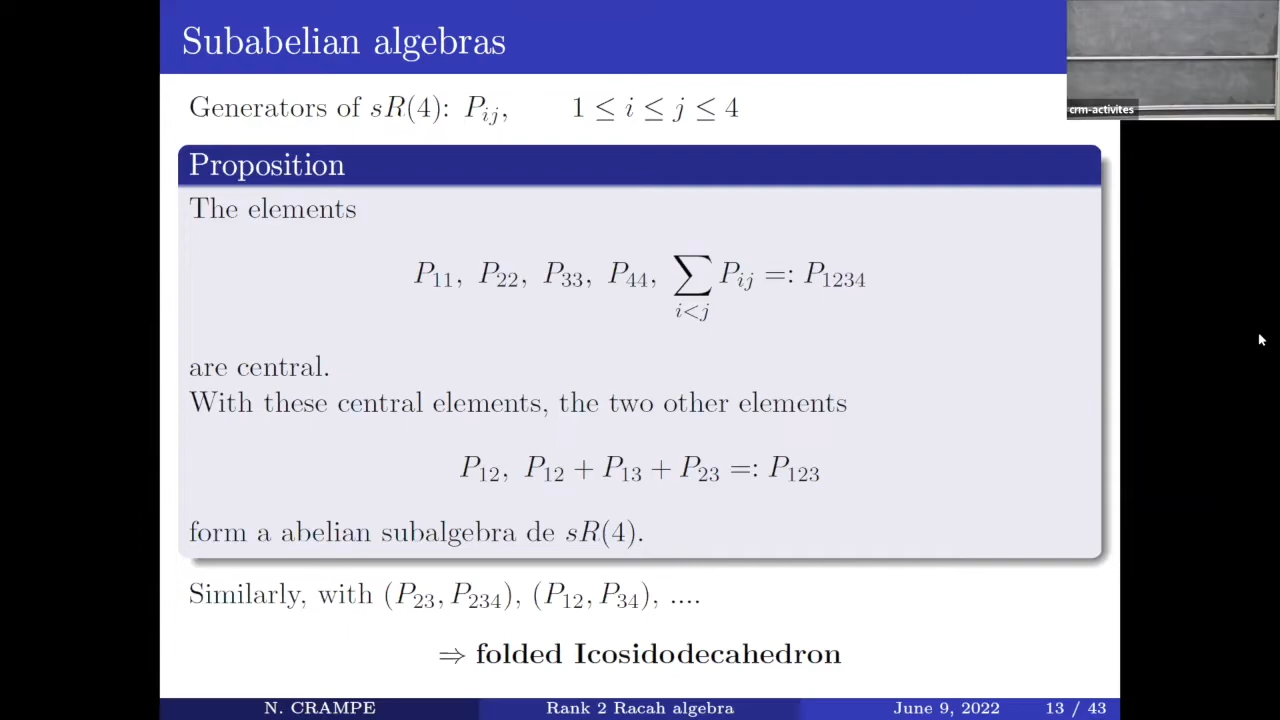 Subabelian algebras
crm-activites
Generators of sR(4): P_{ij}, 1 ≤ i ≤ j ≤ 4
Proposition
The elements
P_{11}, P_{22}, P_{33}, P_{44}, \sum_{i<j} P_{ij} =: P_{1234}
are central.
With these central elements, the two other elements
P_{12}, P_{12} + P_{13} + P_{23} =: P_{123}
form a abelian subalgebra de sR(4).
Similarly, with (P_{23}, P_{234}), (P_{12}, P_{34}), ....
⇒ folded Icosidodecahedron
N. CRAMPE Rank 2 Racah algebra June 9, 2022 13 / 43